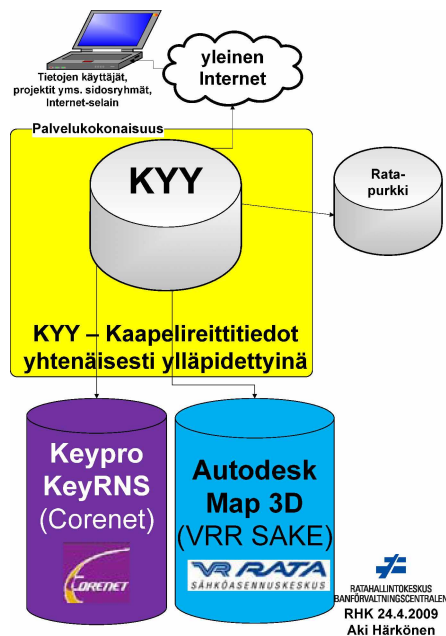 yleinen
Internet
Tietojen käyttäjät,
projektit yms. sidosryhmät,
Internet-selain
Palvelukokonaisuus
KYY
Rata-
purkki
KYY – Kaapelireittitiedot
yhtenäisesti ylläpidettyinä
Keypro
KeyRNS
(Corenet)
CORENET
Autodesk
Map 3D
(VRR SAKE)
VR RATA
SÄHKÖASENNUSKESKUS
RATAHALLINTOKESKUS
BANFÖRVALTNINGSCENTRALEN
RHK 24.4.2009
Aki Härkönen